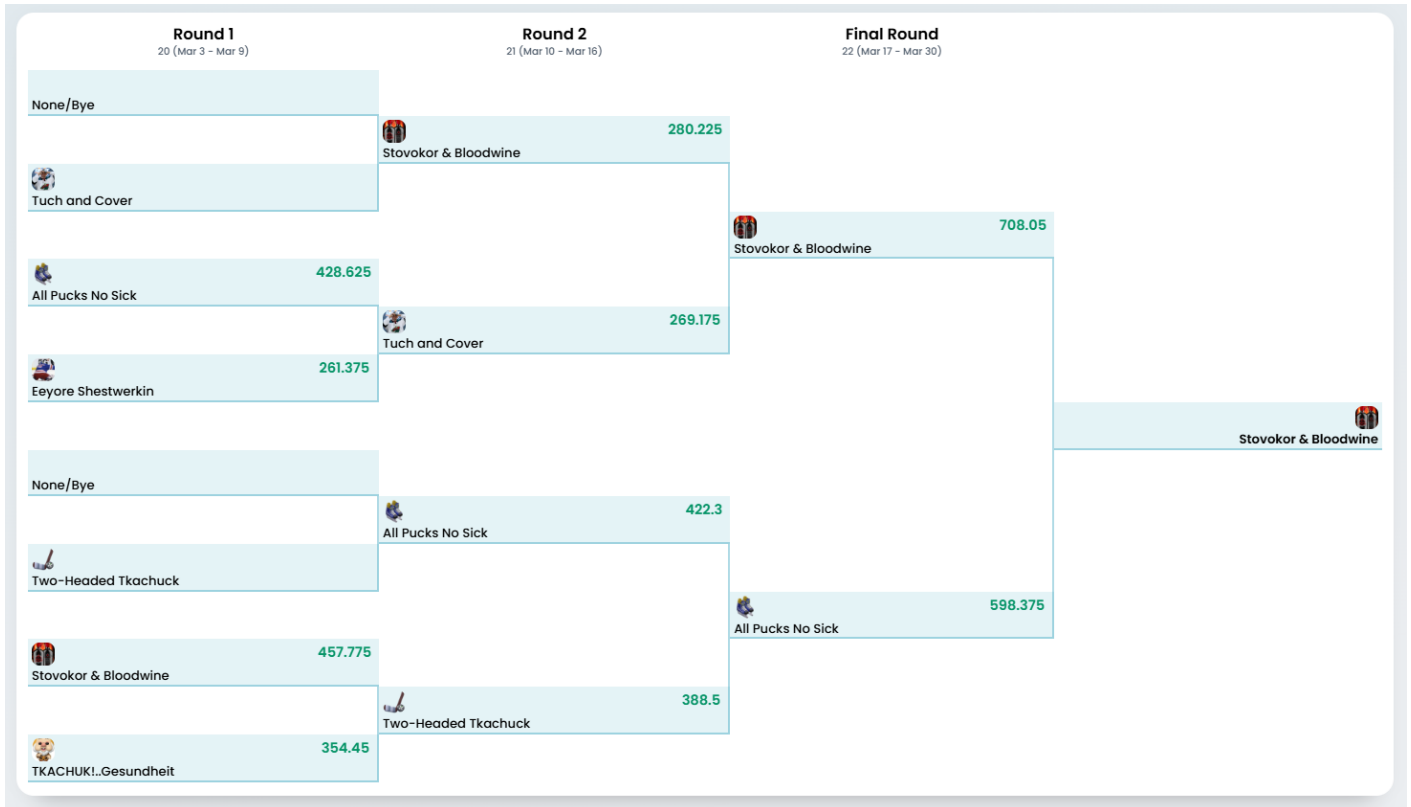 Round 1
20 (Mar 3 - Mar 9)
None/Bye
Tuch and Cover
428.625
All Pucks No Sick
261.375
Eeyore Shestwerkin
None/Bye
Two-Headed Tkachuck
457.775
Stovokor & Bloodwine
354.45
TKACHUK!..Gesundheit
Round 2
21 (Mar 10 - Mar 16)
280.225
Stovokor & Bloodwine
269.175
Tuch and Cover
422.3
All Pucks No Sick
388.5
Two-Headed Tkachuck
Final Round
22 (Mar 17 - Mar 30)
708.05
Stovokor & Bloodwine
598.375
All Pucks No Sick
Stovokor & Bloodwine